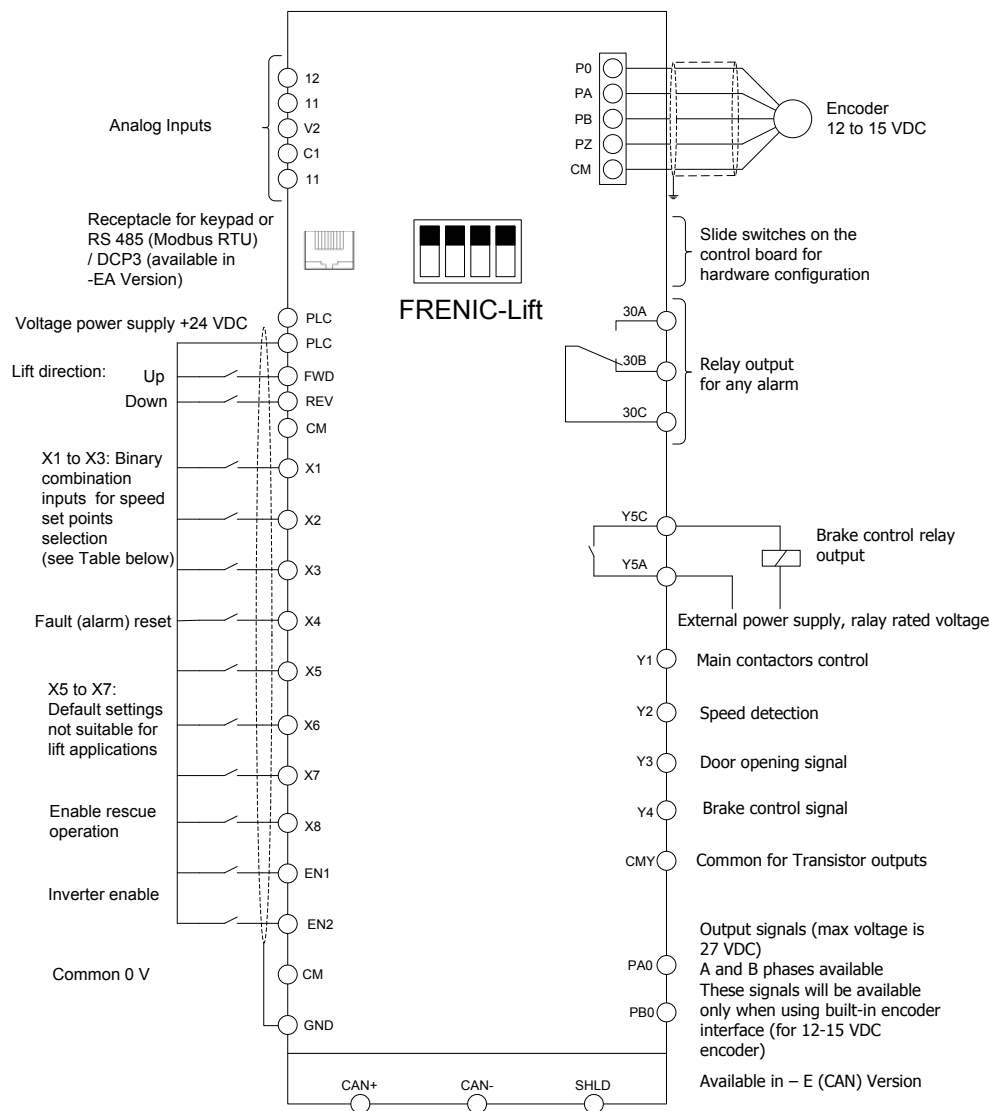 12
11
V2
C1
11
Analog Inputs
P0
PA
PB
PZ
CM
Encoder
12 to 15 VDC
Receptacle for keypad or
RS 485 (Modbus RTU)
/ DCP3 (available in
-EA Version)
FRENIC-Lift
Slide switches on the
control board for
hardware configuration
30A
30B
30C
Relay output
for any alarm
Voltage power supply +24 VDC
PLC
PLC
Lift direction:
Up
FWD
Down
REV
CM
X1 to X3: Binary
combination
inputs for speed
set points
selection
(see Table below)
X1
X2
X3
Fault (alarm) reset
X4
X5
X5 to X7:
Default settings
not suitable for
lift applications
X6
X7
Enable rescue
operation
X8
EN1
Inverter enable
EN2
Common 0 V
CM
GND
Y5C
Y5A
Brake control relay
output
External power supply, ralay rated voltage
Y1
Main contactors control
Y2
Speed detection
Y3
Door opening signal
Y4
Brake control signal
CMY
Common for Transistor outputs
PA0
PB0
Output signals (max voltage is
27 VDC)
A and B phases available
These signals will be available
only when using built-in encoder
interface (for 12-15 VDC
encoder)
Available in – E (CAN) Version
CAN+
CAN-
SHLD